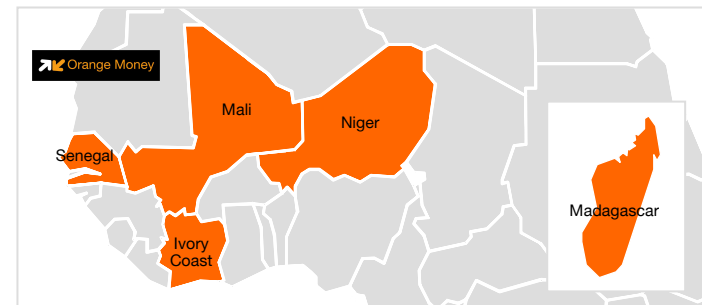 Orange Money
Mali
Niger
Senegal
Madagascar
Ivory
Coast